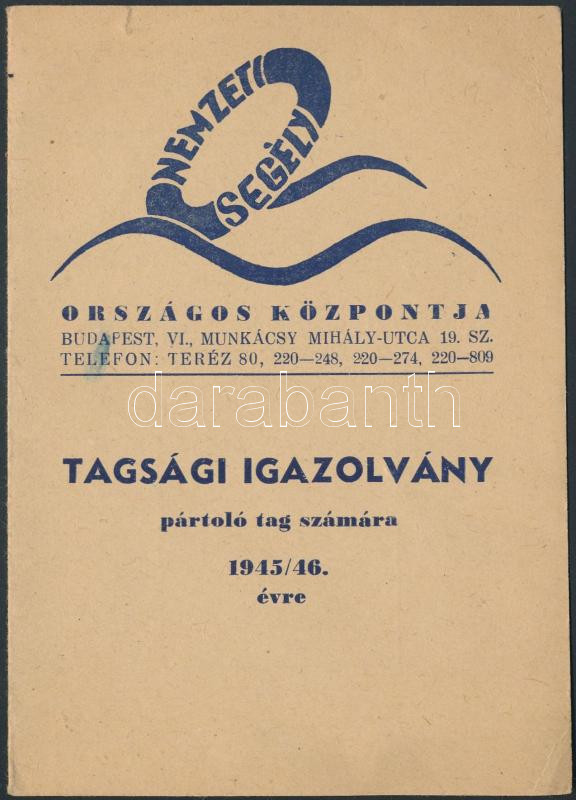 NEMZETI
SEGÉLY
ORSZÁGOS KÖZPONTJA
BUDAPEST, VI., MUNKÁCSY MIHÁLY-UTCA 19. SZ.
TELEFON: TERÉZ 80, 220—248, 220—274, 220—809
darabanth
TAGSÁGI IGAZOLVÁNY
pártoló tag számára
1945/46.
évre